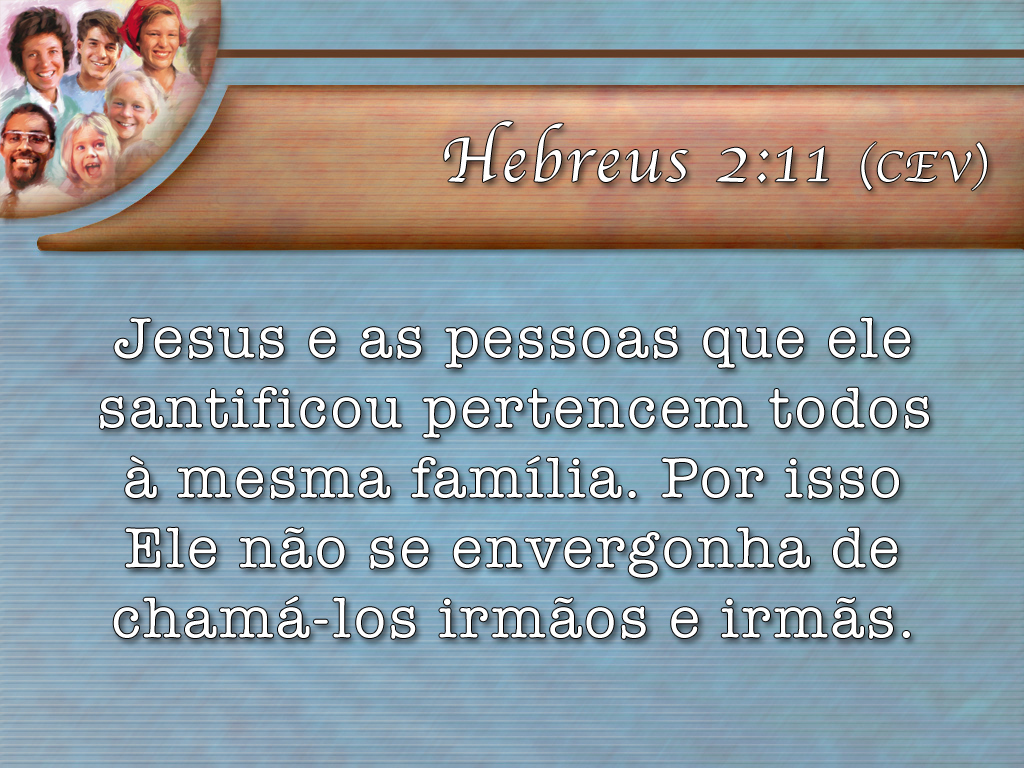 Hebreus 2:11 (CEV)
Jesus e as pessoas que ele
santificou pertencem todos
à mesma família. Por isso
Ele não se envergonha de
chamá-los irmãos e irmãs.